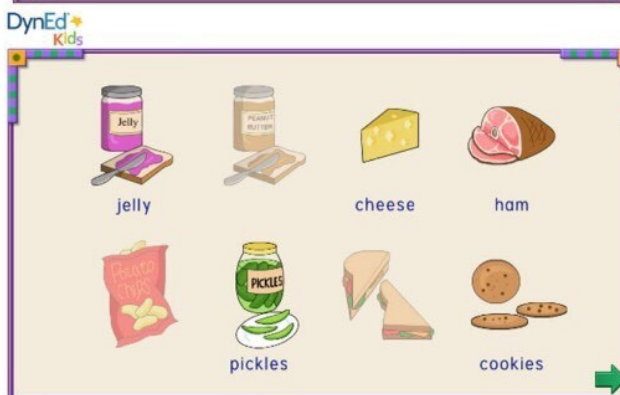 DynEd
Kids
Jelly
PEANUT
BUTTER
jelly
cheese
ham
Potato
Chips
PICKLES
pickles
cookies